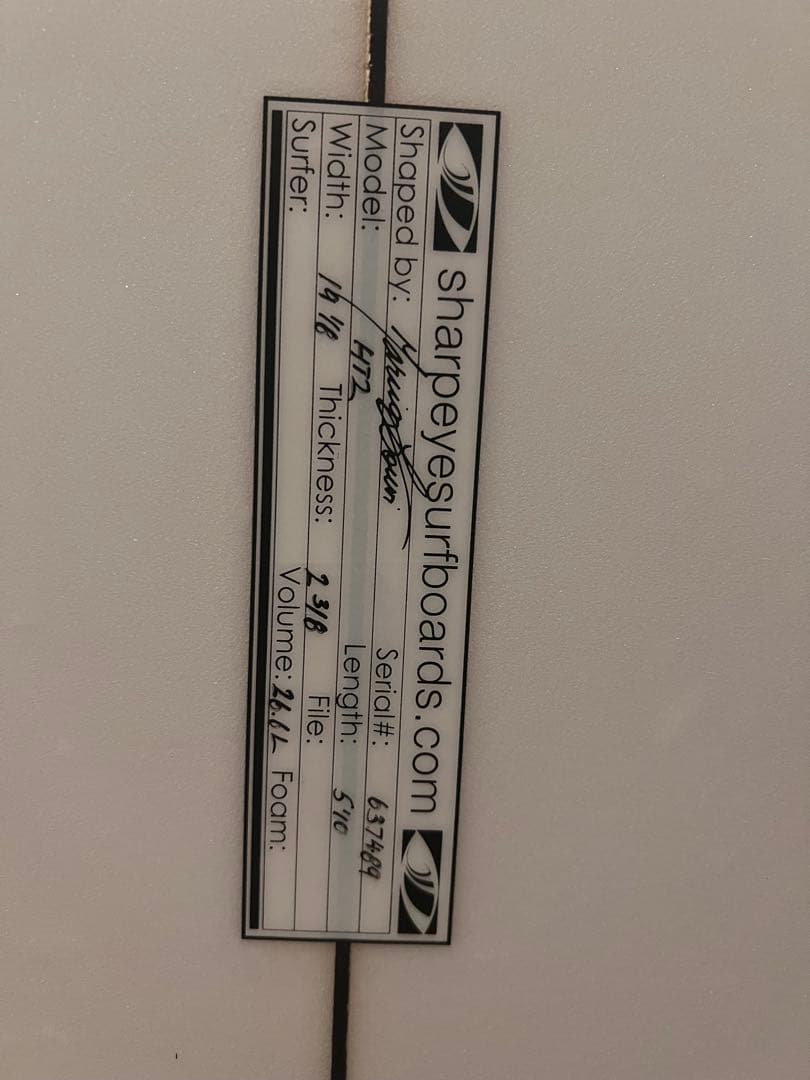 sharpeyesurfboards.com
Shaped by: Serial#: 637489
Model: HT2 Length: 5'10
Width: 19 1/8 Thickness: 2 3/8 File:
Surfer: Volume: 26.6L Foam: